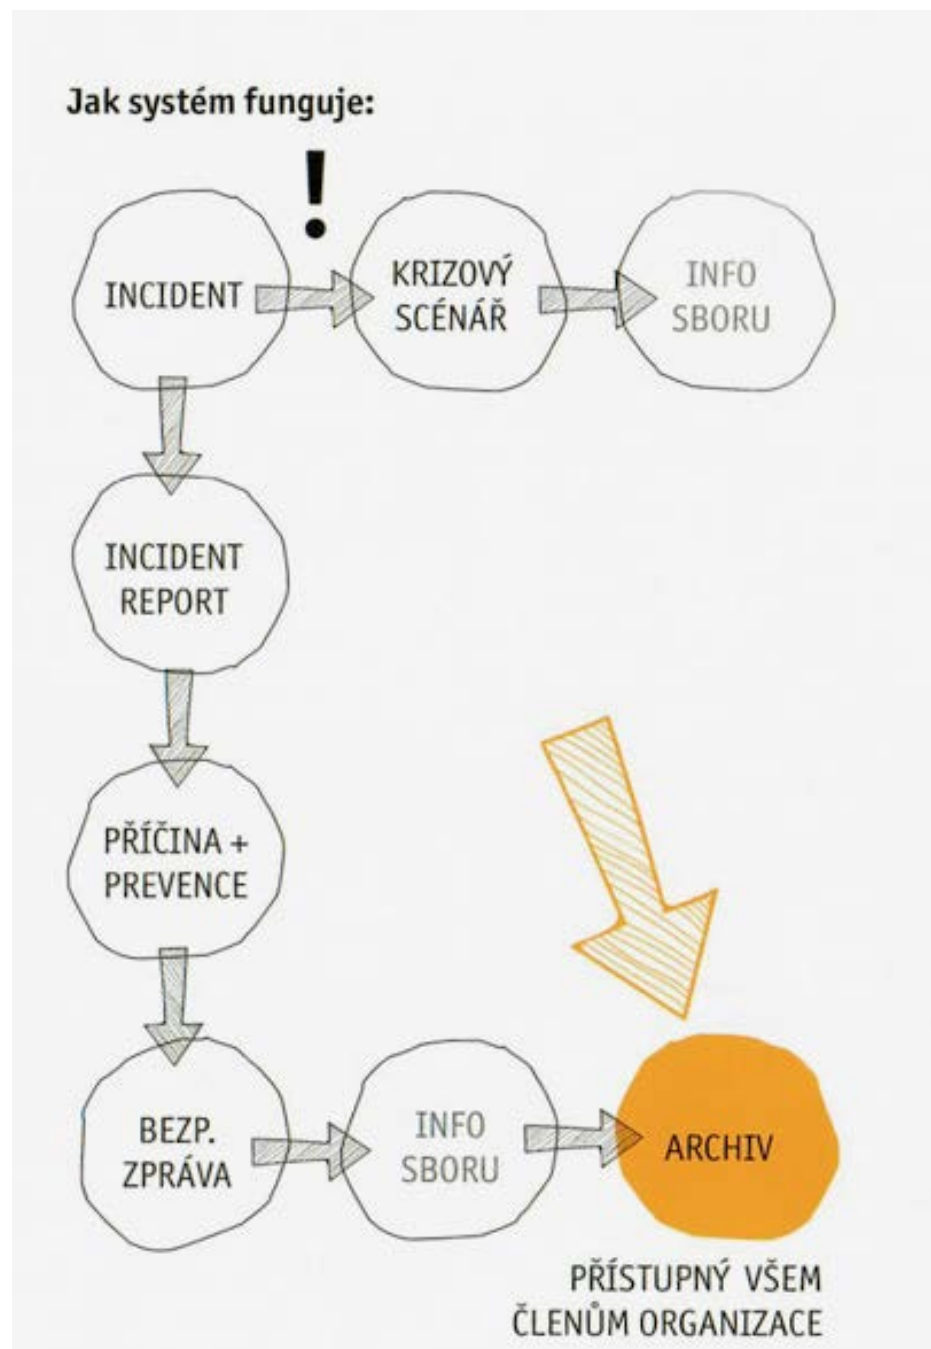 Jak systém funguje:
!
INCIDENT
KRIZOVÝ
SCÉNÁŘ
INFO
SBORU
INCIDENT
REPORT
PŘÍČINA +
PREVENCE
BEZP.
ZPRÁVA
INFO
SBORU
ARCHIV
PŘÍSTUPNÝ VŠEM
ČLENŮM ORGANIZACE